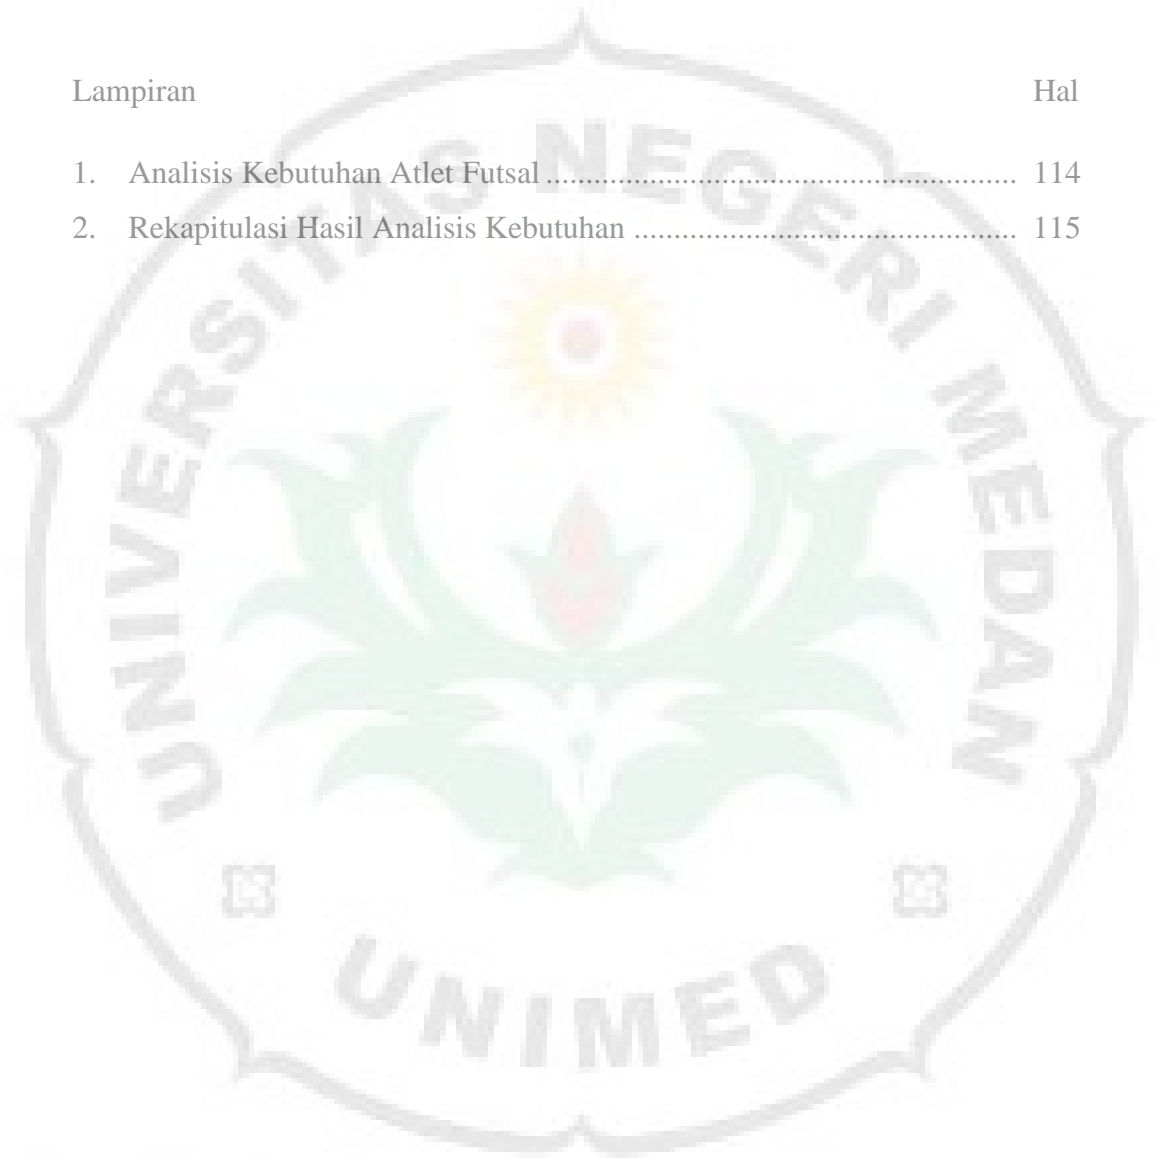 Lampiran Hal
1. Analisis Kebutuhan Atlet Futsal ........................................................... 114
2. Rekapitulasi Hasil Analisis Kebutuhan ................................................ 115
UNIVERSITAS NEGERI MEDAN
UNIMED